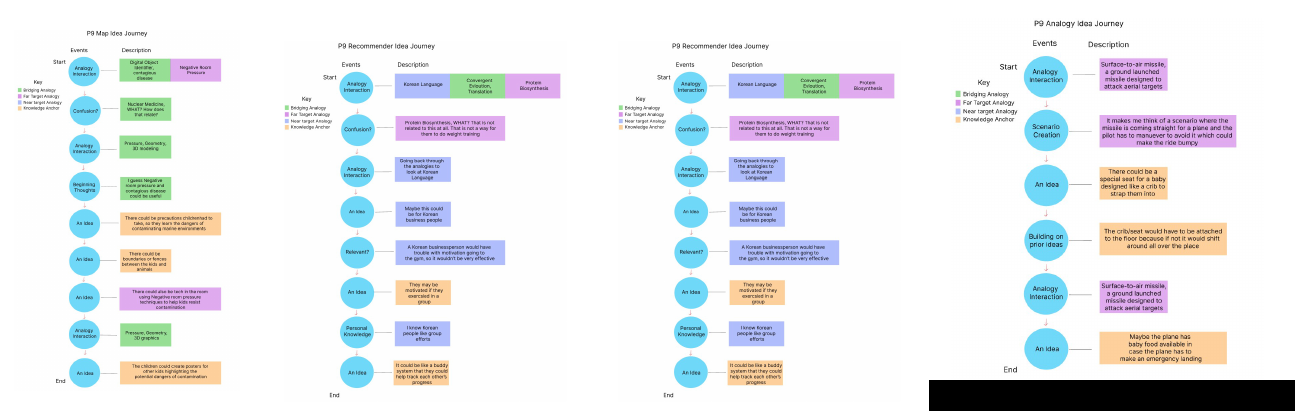 P9 Map Idea Journey
Events
Description
Start
Analogy
Interaction
Digital Object
Identifier,
contagious
disease
Negative Room
Pressure
Key
Bridging Analogy
Far Target Analogy
Near target Analogy
Knowledge Anchor
Confusion?
Nuclear Medicine,
WHAT? How does
that relate?
Analogy
Interaction
Pressure, Geometry,
3D modeling
Beginning
Thoughts
I guess Negative
room pressure and
contagious disease
could be useful
An Idea
There could be precautions childrenhad to
take, so they learn the dangers of
contaminating marine environments
An Idea
There could be
boundaries or fences
between the kids and
animals
An Idea
There could also be tech in the room
using Negative room pressure
techniques to help kids resist
contamination
Analogy
Interaction
Pressure, Geometry,
3D graphics
An Idea
The children could create posters for
other kids highlighting the
potential dangers of contamination
End
P9 Recommender Idea Journey
Events
Description
Start
Analogy
Interaction
Korean Language
Convergent
Evloution,
Translation
Protein
Biosynthesis
Key
Bridging Analogy
Far Target Analogy
Near target Analogy
Knowledge Anchor
Confusion?
Protein Biosynthesis, WHAT? That is not
related to this at all. That is not a way for
them to do weight training
Analogy
Interaction
Going back through
the analogies to
look at Korean
Language
An Idea
Maybe this could
be for Korean
business people
Relevant?
A Korean businessperson would have
trouble with motivation going to
the gym, so it wouldn't be very effective
An Idea
They may be
motivated if they
exercised in a
group
Personal
Knowledge
I know Korean
people like group
efforts
An Idea
It could be like a buddy
system that they could
help track each other's
progress
End
P9 Recommender Idea Journey
Events
Description
Start
Analogy
Interaction
Korean Language
Convergent
Evloution,
Translation
Protein
Biosynthesis
Key
Bridging Analogy
Far Target Analogy
Near target Analogy
Knowledge Anchor
Confusion?
Protein Biosynthesis, WHAT? That is not
related to this at all. That is not a way for
them to do weight training
Analogy
Interaction
Going back through
the analogies to
look at Korean
Language
An Idea
Maybe this could
be for Korean
business people
Relevant?
A Korean businessperson would have
trouble with motivation going to
the gym, so it wouldn't be very effective
An Idea
They may be
motivated if they
exercised in a
group
Personal
Knowledge
I know Korean
people like group
efforts
An Idea
It could be like a buddy
system that they could
help track each other's
progress
End
P9 Analogy Idea Journey
Events
Description
Start
Analogy
Interaction
Surface-to-air missile,
a ground launched
missile designed to
attack aerial targets
Key
Bridging Analogy
Far Target Analogy
Near target Analogy
Knowledge Anchor
Scenario
Creation
It makes me think of a scenario where the
missile is coming straight for a plane and the
pilot has to manuever to avoid it which could
make the ride bumpy
An Idea
There could be a
special seat for a baby
designed like a crib to
strap them into
Building on
prior ideas
The crib/seat would have to be attached
to the floor because if not it would shift
around all over the place
Analogy
Interaction
Surface-to-air missile,
a ground launched
missile designed to
attack aerial targets
An Idea
Maybe the plane has
baby food available in
case the plane has to
make an emergency landing
End